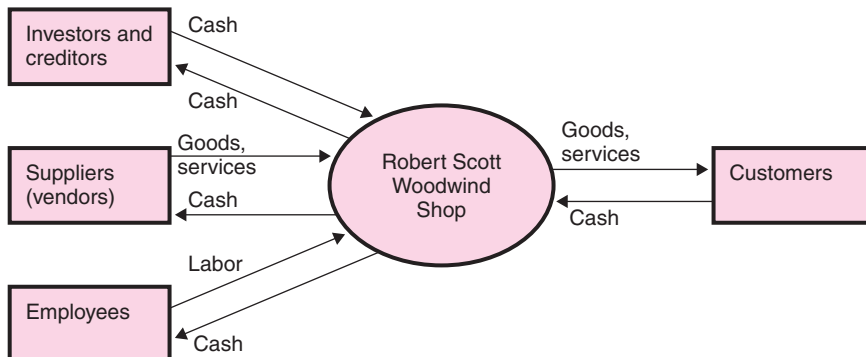 Investors and
creditors
Cash
Cash
Suppliers
(vendors)
Goods,
services
Cash
Employees
Labor
Cash
Robert Scott
Woodwind
Shop
Goods,
services
Cash
Customers